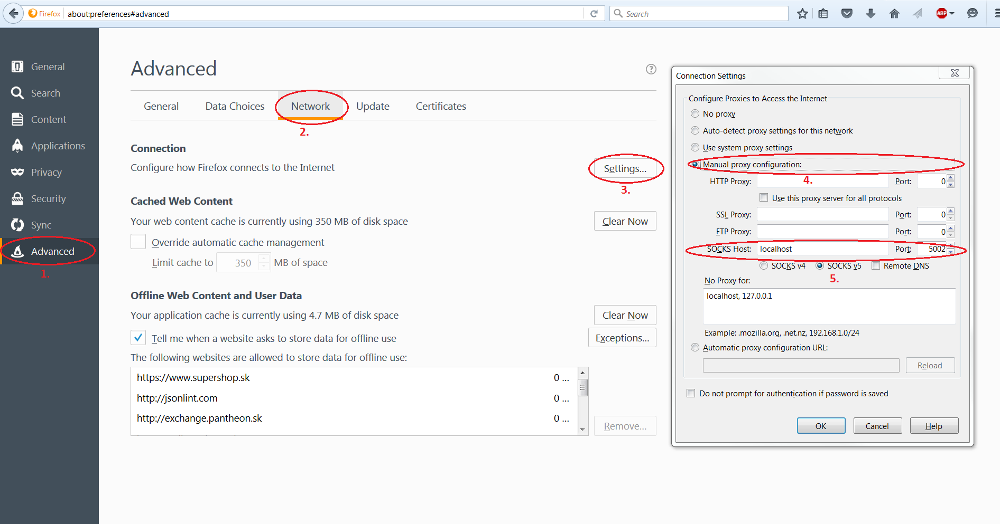 Firefox about:preferences#advanced Search ABP
General
Search
Content
Applications
Privacy
Security
Sync
Advanced
1.
Advanced
General Data Choices Network Update Certificates
2.
Connection
Configure how Firefox connects to the Internet Settings...
3.
Cached Web Content
Your web content cache is currently using 350 MB of disk space Clear Now
Override automatic cache management
Limit cache to 350 MB of space
Offline Web Content and User Data
Your application cache is currently using 4.7 MB of disk space Clear Now
Tell me when a website asks to store data for offline use Exceptions...
The following websites are allowed to store data for offline use:
https://www.supershop.sk 0 ...
http://jsonlint.com 0 ...
http://exchange.pantheon.sk 0 ...
Remove...
Connection Settings
Configure Proxies to Access the Internet
No proxy
Auto-detect proxy settings for this network
Use system proxy settings
Manual proxy configuration:
4.
HTTP Proxy: Port: 0
Use this proxy server for all protocols
SSL Proxy: Port: 0
FTP Proxy: Port: 0
SOCKS Host: localhost Port: 5002
SOCKS v4 SOCKS v5 Remote DNS
5.
No Proxy for:
localhost, 127.0.0.1
Example: .mozilla.org, .net.nz, 192.168.1.0/24
Automatic proxy configuration URL:
Reload
Do not prompt for authentication if password is saved
OK Cancel Help